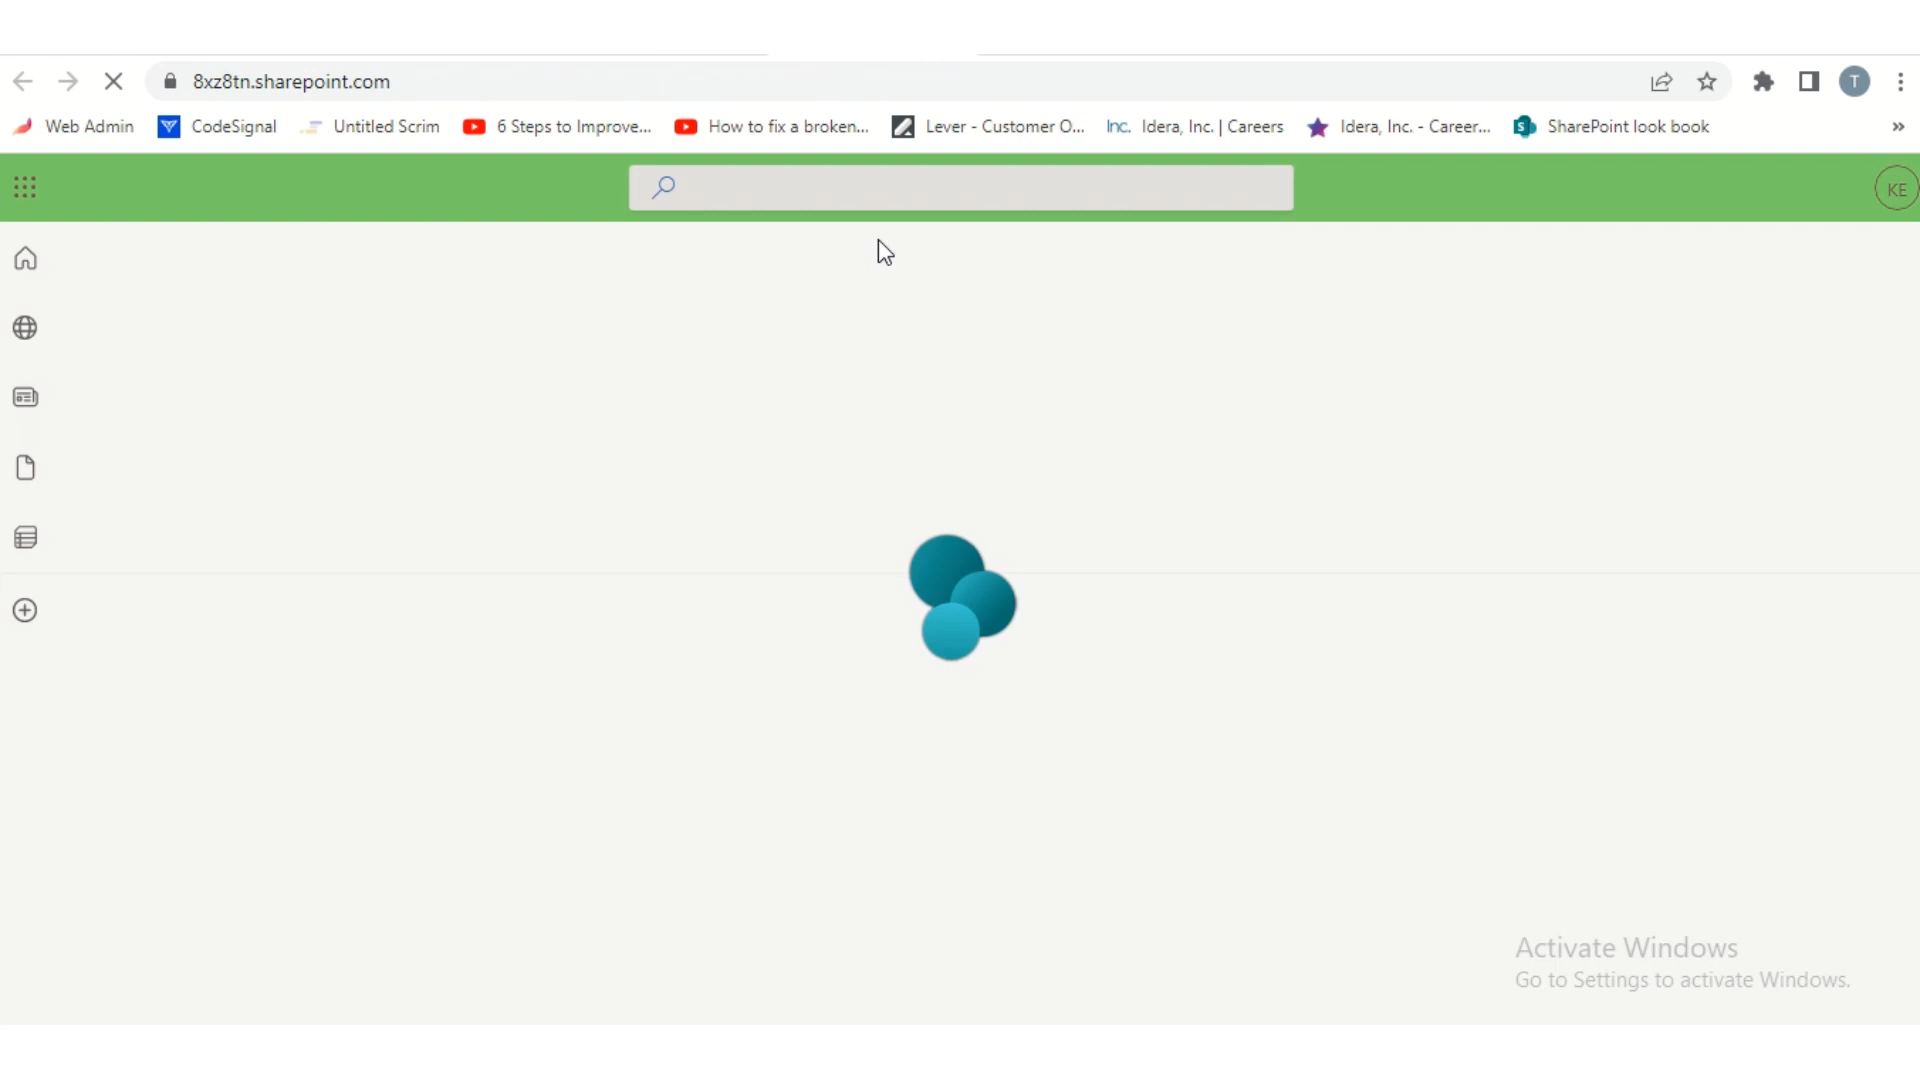 8xz8tn.sharepoint.com
T
Web Admin CodeSignal Untitled Scrim 6 Steps to Improve... How to fix a broken... Lever - Customer O... Inc. Idera, Inc. | Careers Idera, Inc. - Career... S SharePoint look book »
KE
Activate Windows
Go to Settings to activate Windows.